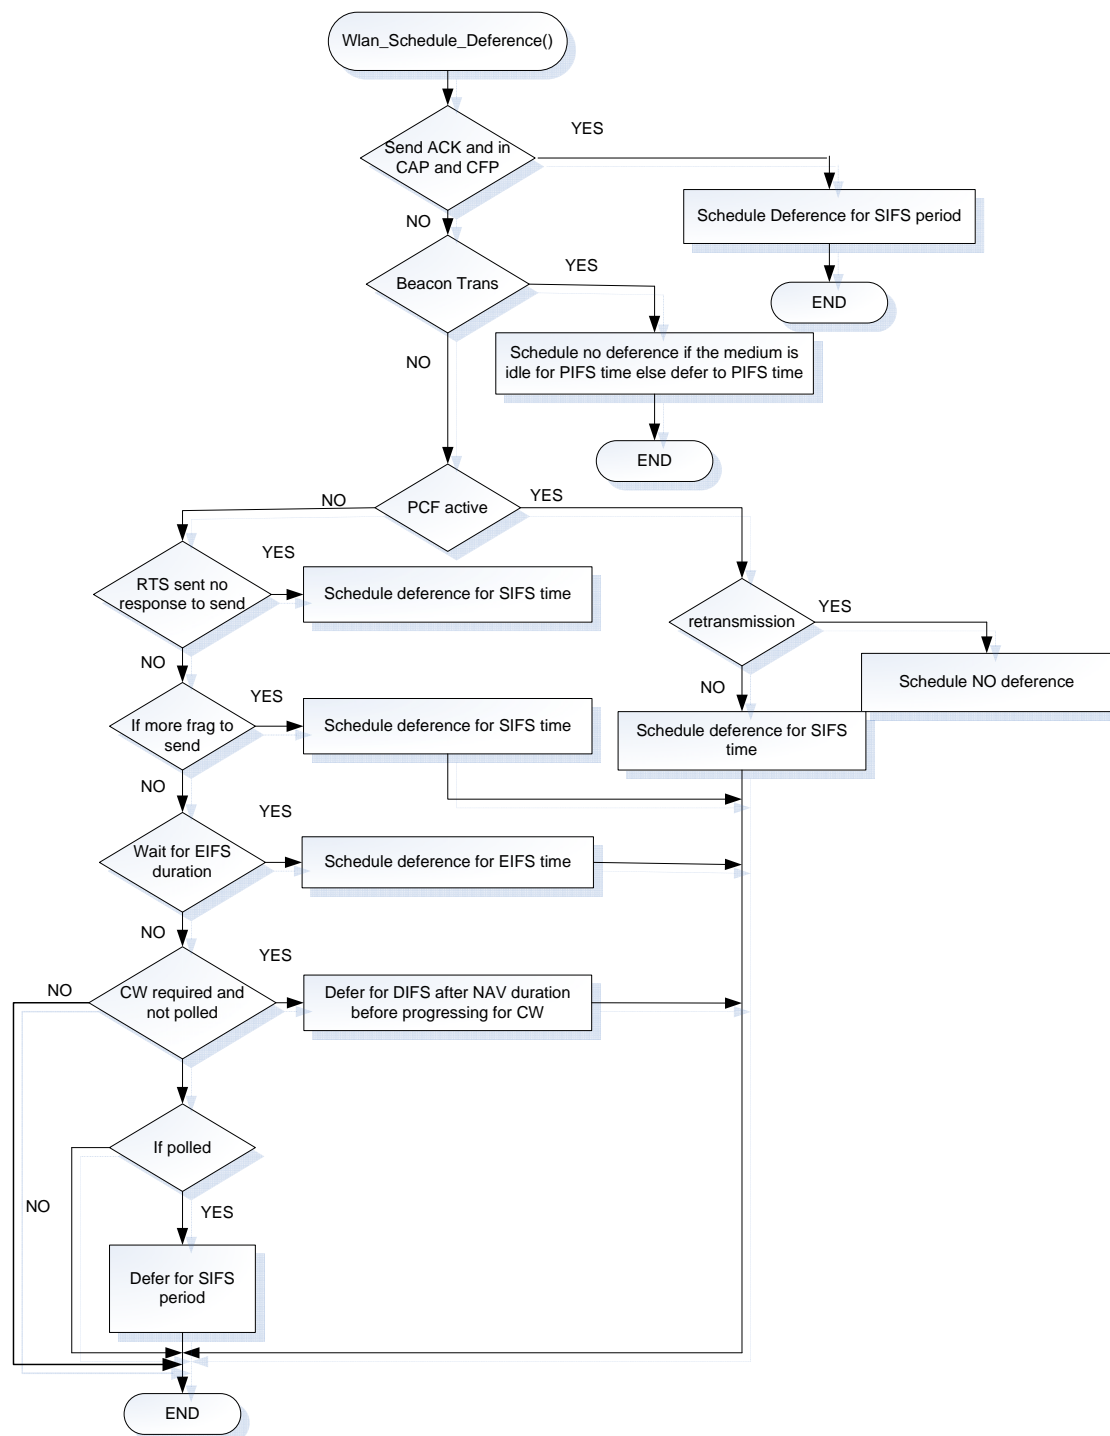 Wlan_Schedule_Deference()
YES
Send ACK and in
CAP and CFP
Schedule Deference for SIFS period
NO
YES
Beacon Trans
END
Schedule no deference if the medium is
idle for PIFS time else defer to PIFS time
NO
END
NO
YES
PCF active
YES
RTS sent no
response to send
Schedule deference for SIFS time
YES
retransmission
NO
Schedule NO deference
YES
NO
If more frag to
send
Schedule deference for SIFS time
Schedule deference for SIFS
time
NO
YES
Wait for EIFS
duration
Schedule deference for EIFS time
NO
YES
NO
CW required and
not polled
Defer for DIFS after NAV duration
before progressing for CW
If polled
NO
YES
Defer for SIFS
period
END